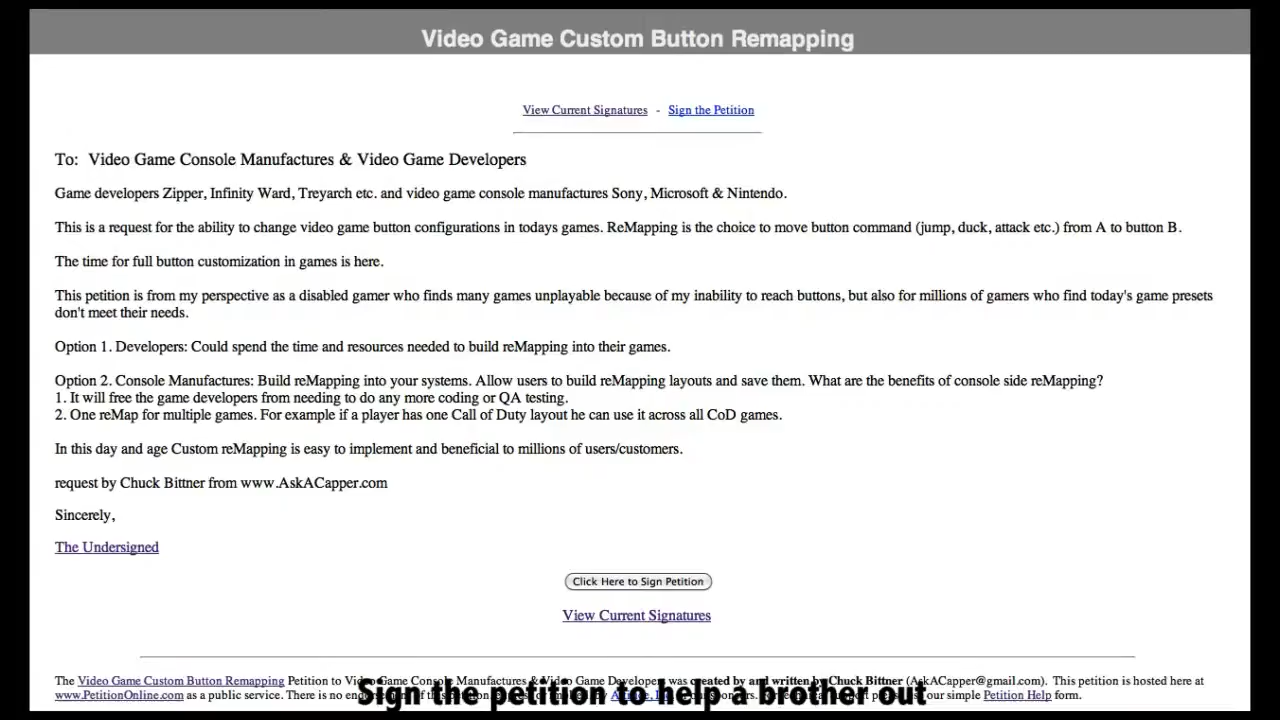 Video Game Custom Button Remapping
View Current Signatures - Sign the Petition
To: Video Game Console Manufactures & Video Game Developers
Game developers Zipper, Infinity Ward, Treyarch etc. and video game console manufactures Sony, Microsoft & Nintendo.
This is a request for the ability to change video game button configurations in todays games. ReMapping is the choice to move button command (jump, duck, attack etc.) from A to button B.
The time for full button customization in games is here.
This petition is from my perspective as a disabled gamer who finds many games unplayable because of my inability to reach buttons, but also for millions of gamers who find today's game presets
don't meet their needs.
Option 1. Developers: Could spend the time and resources needed to build reMapping into their games.
Option 2. Console Manufactures: Build reMapping into your systems. Allow users to build reMapping layouts and save them. What are the benefits of console side reMapping?
1. It will free the game developers from needing to do any more coding or QA testing.
2. One reMap for multiple games. For example if a player has one Call of Duty layout he can use it across all CoD games.
In this day and age Custom reMapping is easy to implement and beneficial to millions of users/customers.
request by Chuck Bittner from www.AskACapper.com
Sincerely,
The Undersigned
Click Here to Sign Petition
View Current Signatures
The Video Game Custom Button Remapping Petition to Video Game Console Manufactures & Video Game Developers was created by and written by Chuck Bittner (AskACapper@gmail.com). This petition is hosted here at
www.PetitionOnline.com as a public service. There is no our simple Petition Help form.
Sign the petition to help a brother out